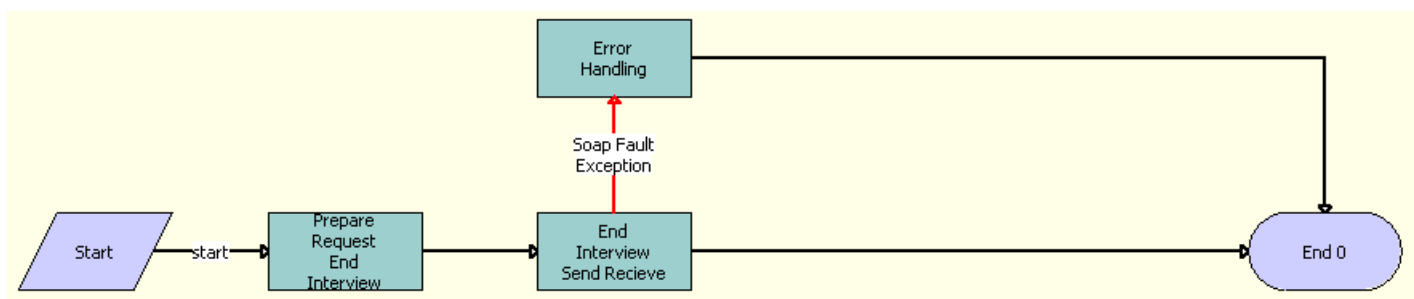 Error
Handling
Soap Fault
Exception
Start
start
Prepare
Request
End
Interview
End
Interview
Send Recieve
End 0